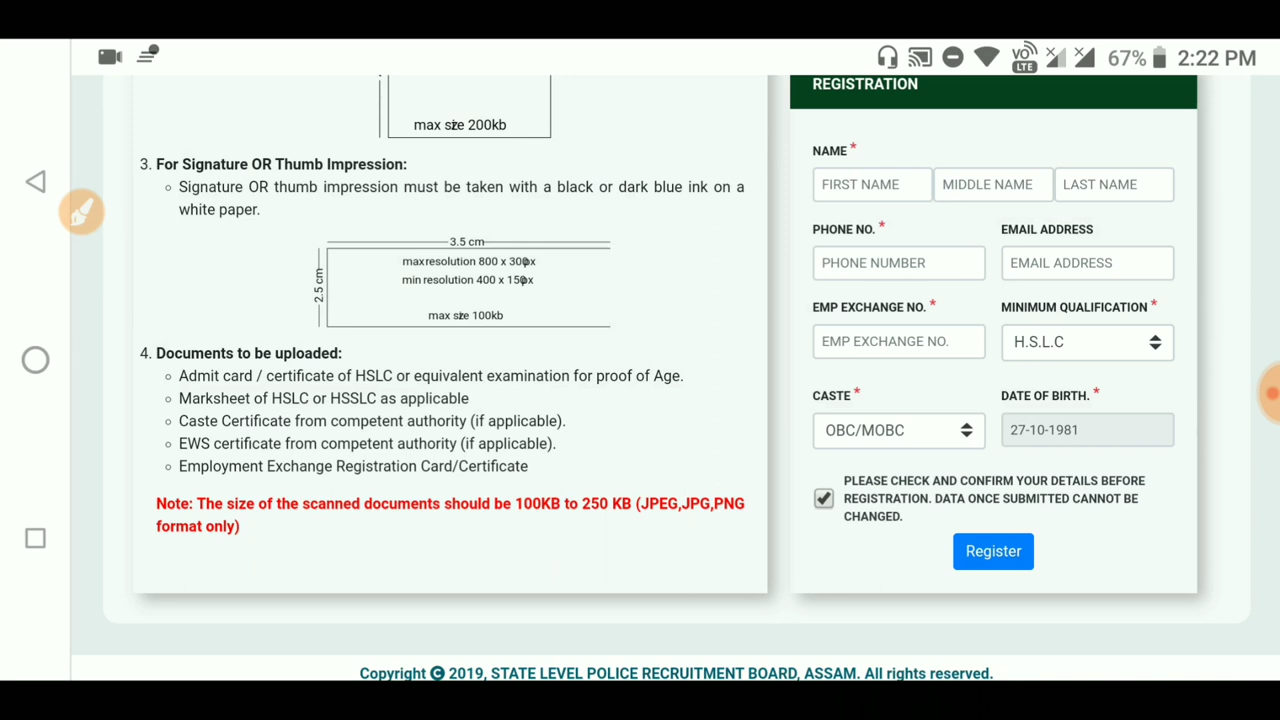 VO
LTE
67%
2:22 PM
max size 200kb
3. For Signature OR Thumb Impression:
Signature OR thumb impression must be taken with a black or dark blue ink on a
white paper.
3.5 cm
2.5 cm
max resolution 800 x 300px
min resolution 400 x 150px
max size 100kb
4. Documents to be uploaded:
Admit card / certificate of HSLC or equivalent examination for proof of Age.
Marksheet of HSLC or HSSLC as applicable
Caste Certificate from competent authority (if applicable).
EWS certificate from competent authority (if applicable).
Employment Exchange Registration Card/Certificate
Note: The size of the scanned documents should be 100KB to 250 KB (JPEG,JPG,PNG
format only)
REGISTRATION
NAME *
FIRST NAME MIDDLE NAME LAST NAME
PHONE NO. * EMAIL ADDRESS
PHONE NUMBER EMAIL ADDRESS
EMP EXCHANGE NO. * MINIMUM QUALIFICATION *
EMP EXCHANGE NO. H.S.L.C
CASTE * DATE OF BIRTH. *
OBC/MOBC 27-10-1981
PLEASE CHECK AND CONFIRM YOUR DETAILS BEFORE
REGISTRATION. DATA ONCE SUBMITTED CANNOT BE
CHANGED.
Register
Copyright © 2019, STATE LEVEL POLICE RECRUITMENT BOARD, ASSAM. All rights reserved.